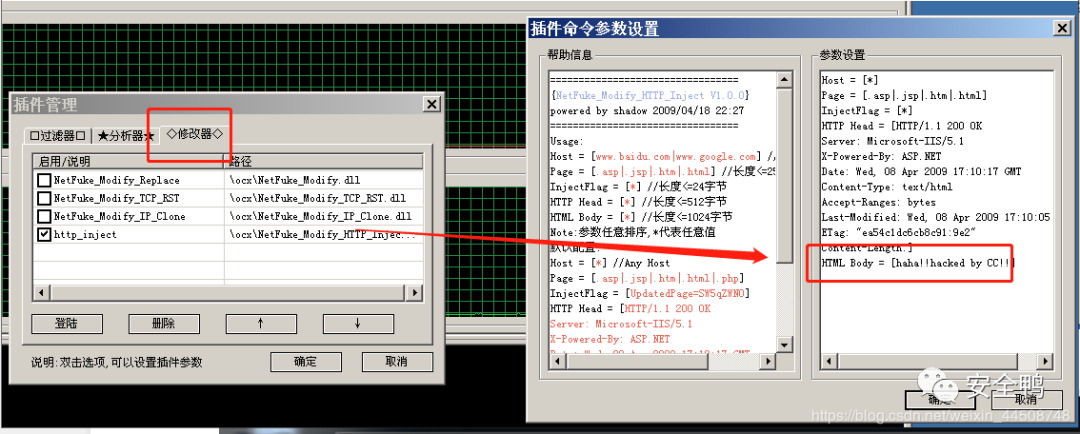 插件管理
□过滤器□ ★分析器★ ◇修改器◇
启用/说明 路径
NetFuke_Modify_Replace \ocx\NetFuke_Modify.dll
NetFuke_Modify_TCP_RST \ocx\NetFuke_Modify_TCP_RST.dll
NetFuke_Modify_IP_Clone \ocx\NetFuke_Modify_IP_Clone.dll
http_inject \ocx\NetFuke_Modify_HTTP_Injec...
登陆 删除 ↑ ↓
说明:双击选项,可以设置插件参数
确定 取消
插件命令参数设置
帮助信息
=================================
{NetFuke_Modify_HTTP_Inject V1.0.0}
powered by shadow 2009/04/18 22:27
=================================
Usage:
Host = [www.baidu.com|www.google.com] /
Page = [.asp|.jsp|.htm|.html] //长度<=25
InjectFlag = [*] //长度<=24字节
HTTP Head = [*] //长度<=512字节
HTML Body = [*] //长度<=1024字节
Note:参数任意排序,*代表任意值
默认配置:
Host = [*] //Any Host
Page = [.asp|.jsp|.htm|.html|.php]
InjectFlag = [UpdatedPage=SW5qZWN0]
HTTP Head = [HTTP/1.1 200 OK
Server: Microsoft-IIS/5.1
X-Powered-By: ASP.NET
参数设置
Host = [*]
Page = [.asp|.jsp|.htm|.html]
InjectFlag = [*]
HTTP Head = [HTTP/1.1 200 OK
Server: Microsoft-IIS/5.1
X-Powered-By: ASP.NET
Date: Wed, 08 Apr 2009 17:10:17 GMT
Content-Type: text/html
Accept-Ranges: bytes
Last-Modified: Wed, 08 Apr 2009 17:10:05
ETag: "ea54c1dc6cb8c91:9e2"
Content-Length:]
HTML Body = [haha!!hacked by CC!!]
确定 取消
安全鸭
https://blog.csdn.net/weixin_44508748